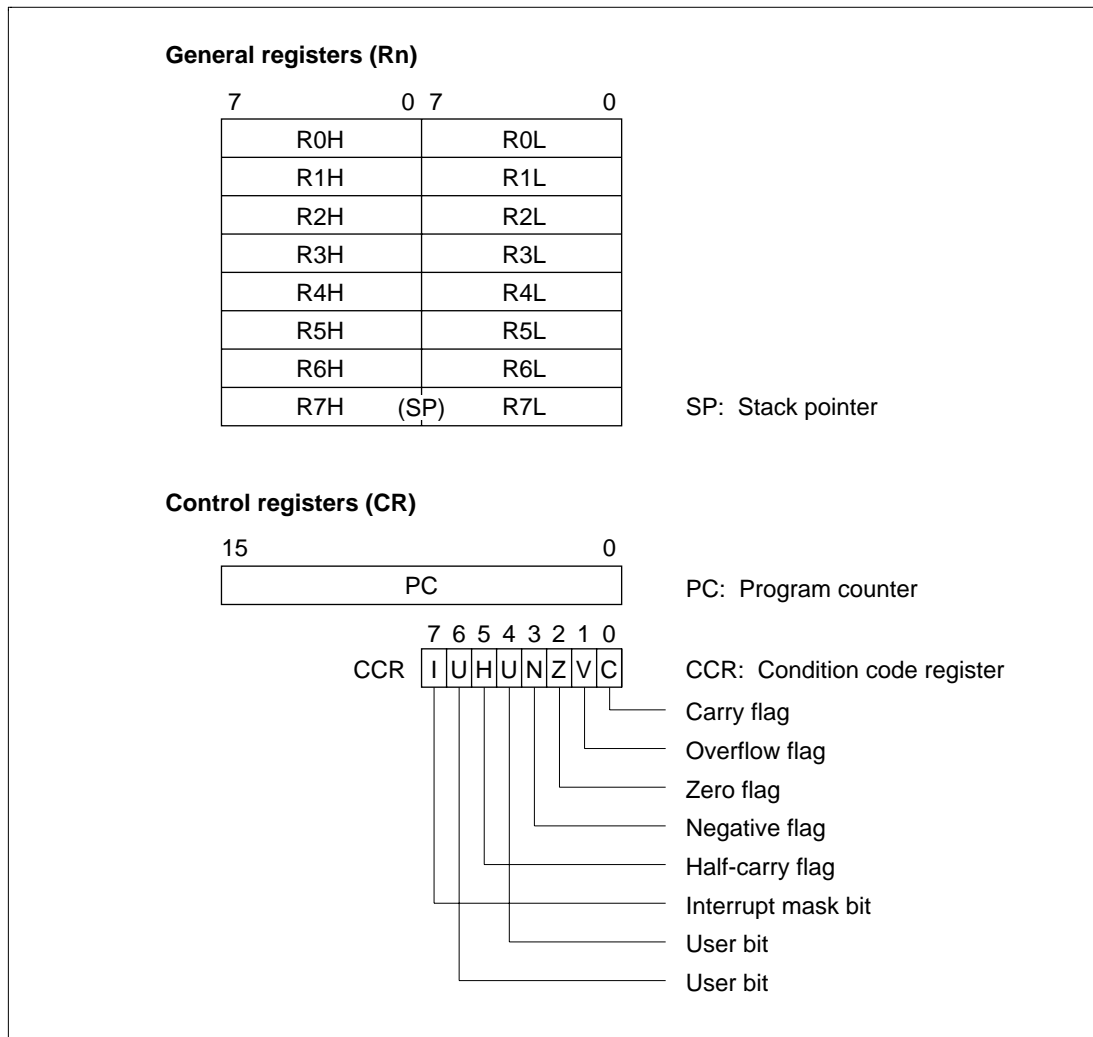 General registers (Rn)
7 0 7 0
R0H R0L
R1H R1L
R2H R2L
R3H R3L
R4H R4L
R5H R5L
R6H R6L
R7H (SP) R7L SP: Stack pointer
Control registers (CR)
15 0
PC PC: Program counter
7 6 5 4 3 2 1 0
CCR I U H U N Z V C CCR: Condition code register
Carry flag
Overflow flag
Zero flag
Negative flag
Half-carry flag
Interrupt mask bit
User bit
User bit